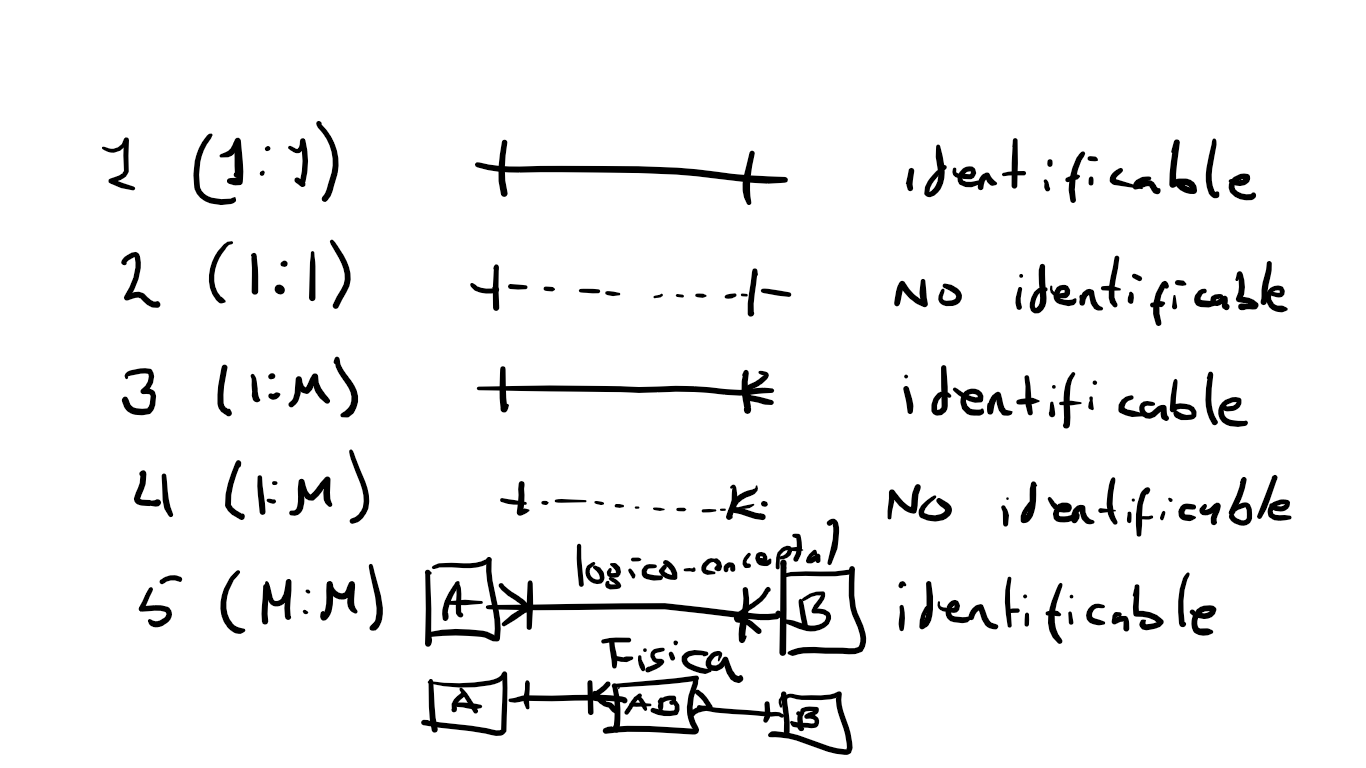 1 (1:1) identificable
2 (1:1) No identificable
3 (1:M) identificable
4 (1:M) No identificable
logico-conceptal
5 (M:M) A B identificable
Fisica
A AB B